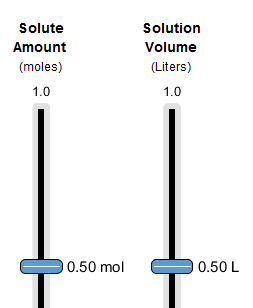 Solute
Amount
(moles)
1.0
0.50 mol
Solution
Volume
(Liters)
1.0
0.50 L